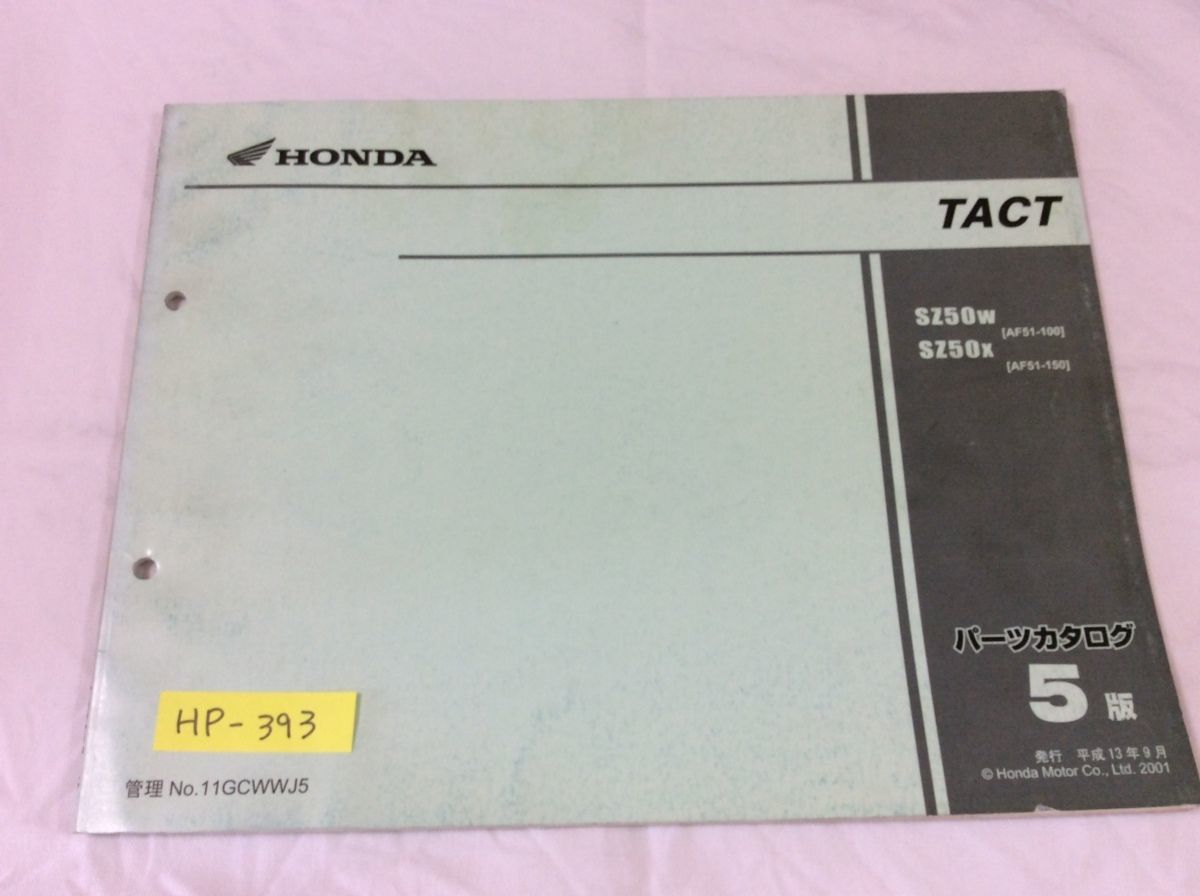 HONDA
TACT
SZ50W
[AF51-100]
SZ50X
[AF51-150]
パーツカタログ
5版
発行 平成13年9月
© Honda Motor Co., Ltd. 2001
HP-393
管理 No.11GCWWJ5